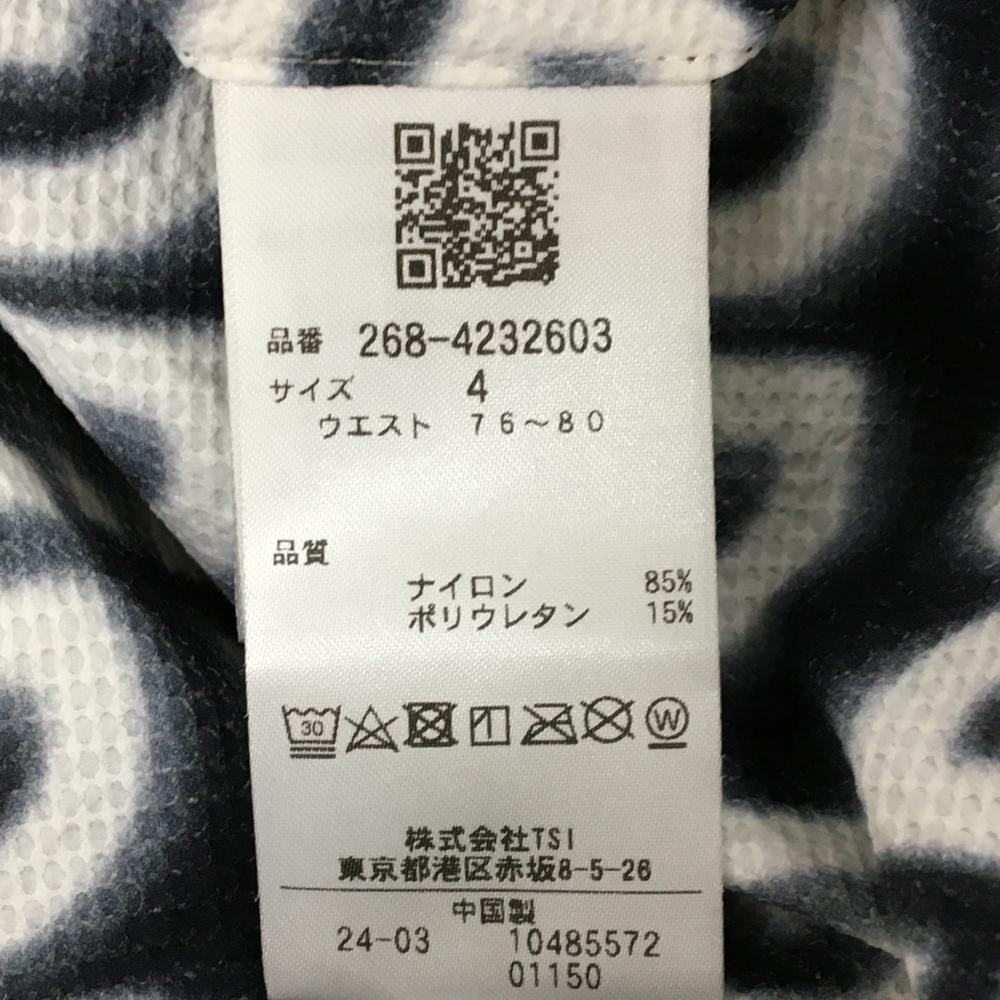 品番 268-4232603
サイズ 4
ウエスト 76～80
品質
ナイロン 85%
ポリウレタン 15%
30 W
株式会社TSI
東京都港区赤坂8-5-26
中国製
24-03 10485572
01150